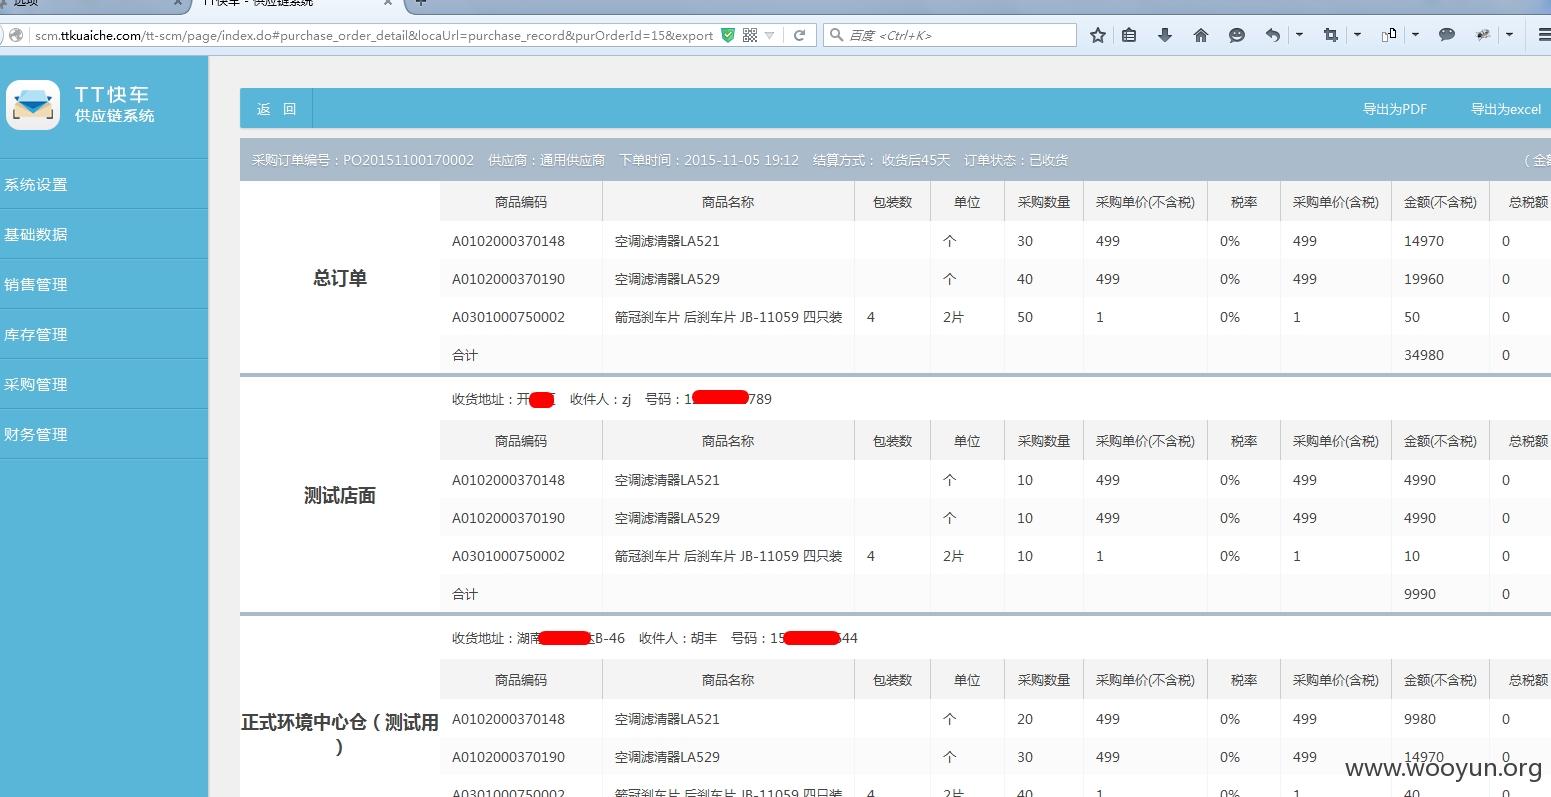 选项
TT快车 - 供应链系统
scm.ttkuaiche.com/tt-scm/page/index.do#purchase_order_detail&locaUrl=purchase_record&purOrderId=15&export
百度 <Ctrl+K>
TT快车
供应链系统
系统设置
基础数据
销售管理
库存管理
采购管理
财务管理
返 回 导出为PDF 导出为excel
采购订单编号：PO20151100170002 供应商：通用供应商 下单时间：2015-11-05 19:12 结算方式： 收货后45天 订单状态：已收货 （金额
总订单
商品编码 商品名称 包装数 单位 采购数量 采购单价(不含税) 税率 采购单价(含税) 金额(不含税) 总税额
A0102000370148 空调滤清器LA521 个 30 499 0% 499 14970 0
A0102000370190 空调滤清器LA529 个 40 499 0% 499 19960 0
A0301000750002 箭冠刹车片 后刹车片 JB-11059 四只装 4 2片 50 1 0% 1 50 0
合计 34980 0
测试店面
收货地址：开 收件人：zj 号码：1 789
商品编码 商品名称 包装数 单位 采购数量 采购单价(不含税) 税率 采购单价(含税) 金额(不含税) 总税额
A0102000370148 空调滤清器LA521 个 10 499 0% 499 4990 0
A0102000370190 空调滤清器LA529 个 10 499 0% 499 4990 0
A0301000750002 箭冠刹车片 后刹车片 JB-11059 四只装 4 2片 10 1 0% 1 10 0
合计 9990 0
正式环境中心仓（测试用
）
收货地址：湖南 B-46 收件人：胡丰 号码：15 44
商品编码 商品名称 包装数 单位 采购数量 采购单价(不含税) 税率 采购单价(含税) 金额(不含税) 总税额
A0102000370148 空调滤清器LA521 个 20 499 0% 499 9980 0
A0102000370190 空调滤清器LA529 个 30 499 0% 499 14970 0
A0301000750002 箭冠刹车片 后刹车片 JB-11059 四只装 4 2片 40 1 0% 1 40 0
www.wooyun.org